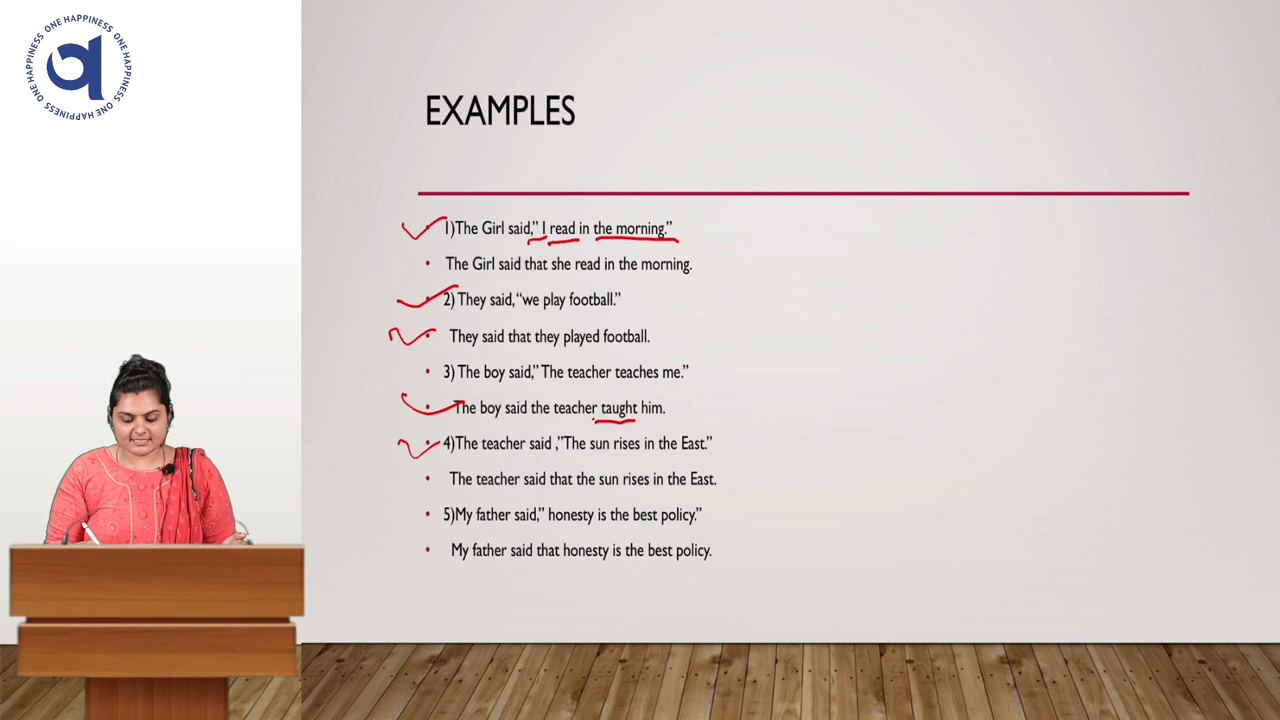 ONE HAPPINESS ONE HAPPINESS ONE HAPPINESS ONE HAPPINESS
EXAMPLES
1)The Girl said,” I read in the morning.”
• The Girl said that she read in the morning.
2) They said,“we play football.”
They said that they played football.
• 3) The boy said,” The teacher teaches me.”
• The boy said the teacher taught him.
• 4)The teacher said ,”The sun rises in the East.”
• The teacher said that the sun rises in the East.
• 5)My father said,” honesty is the best policy.”
• My father said that honesty is the best policy.